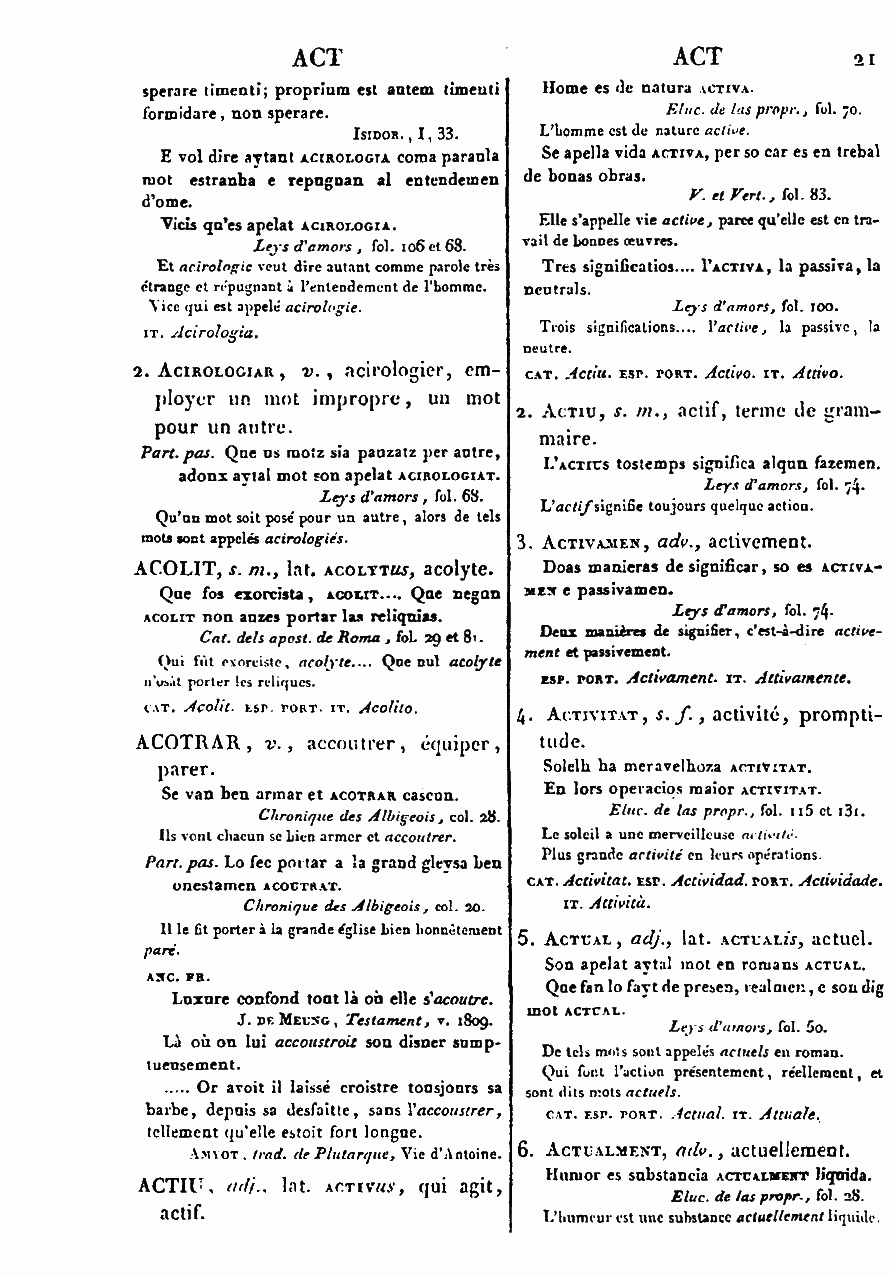 ACT
sperare timenti; proprium est autem timenti
formidare, non sperare.
Isidor., I, 33.
E vol dire aytant acirologia coma paraula
mot estranha e repugnan al entendemen
d'ome.
Vicis qu'es apelat acirologia.
Leys d'amors, fol. 106 et 68.
Et acirologie veut dire autant comme parole très
étrange et répugnant à l'entendement de l'homme.
Vice qui est appelé acirologie.
it. Acirologia.
2. Acirologiar, v., acirologier, em-
ployer un mot impropre, un mot
pour un autre.
Part. pas. Que us motz sia pauzatz per autre,
adonx aytal mot son apelat acirologiat.
Leys d'amors, fol. 68.
Qu'un mot soit posé pour un autre, alors de tels
mots sont appelés acirologiés.
ACOLIT, s. m., lat. acolytus, acolyte.
Que fos exorcista, acolit.... Que negun
acolit non auzes portar las reliquias.
Cat. dels apost. de Roma, fol. 29 et 81.
Qui fût exorciste, acolyte.... Que nul acolyte
n'osât porter les reliques.
cat. Acolit. esp. port. it. Acolito.
ACOTRAR, v., accoutrer, équiper,
parer.
Se van ben armar et acotrar cascun.
Chronique des Albigeois, col. 28.
Ils vont chacun se bien armer et accoutrer.
Part. pas. Lo fec portar a la grand gleysa ben
onestamen acoutrat.
Chronique des Albigeois, col. 20.
Il le fit porter à la grande église bien honnêtement
paré.
anc. fr.
Luxure confond tout là où elle s'acoutre.
J. de Meung, Testament, v. 1809.
Là où on lui accoustroit son disner sump-
tueusement.
..... Or avoit il laissé croistre tousjours sa
barbe, depuis sa desfaitte, sans l'accoustrer,
tellement qu'elle estoit fort longue.
Amyot, trad. de Plutarque, Vie d'Antoine.
ACTIU, adj., lat. activus, qui agit,
actif.
ACT 21
Home es de natura activa.
Eluc. de las propr., fol. 70.
L'homme est de nature active.
Se apella vida activa, per so car es en trebal
de bonas obras.
V. et Vert., fol. 83.
Elle s'appelle vie active, parce qu'elle est en tra-
vail de bonnes œuvres.
Tres significatios.... l'activa, la passiva, la
neutrals.
Leys d'amors, fol. 100.
Trois significations.... l'active, la passive, la
neutre.
cat. Actiu. esp. port. Activo. it. Attivo.
2. Actiu, s. m., actif, terme de gram-
maire.
L'actius tostemps significa alqun fazemen.
Leys d'amors, fol. 74.
L'actif signifie toujours quelque action.
3. Activamen, adv., activement.
Doas manieras de significar, so es activa-
men e passivamen.
Leys d'amors, fol. 74.
Deux manières de signifier, c'est-à-dire active-
ment et passivement.
esp. port. Activament. it. Attivamente.
4. Activitat, s. f., activité, prompti-
tude.
Solelh ha meravelhoza activitat.
En lors operacios maior activitat.
Eluc. de las propr., fol. 115 et 131.
Le soleil a une merveilleuse activité.
Plus grande activité en leurs opérations.
cat. Activitat. esp. Actividad. port. Actividade.
it. Attività.
5. Actual, adj., lat. actualis, actuel.
Son apelat aytal mot en romans actual.
Que fan lo fayt de presen, realmen, e son dig
mot actual.
Leys d'amors, fol. 50.
De tels mots sont appelés actuels en roman.
Qui font l'action présentement, réellement, et
sont dits mots actuels.
cat. esp. port. Actual. it. Attuale.
6. Actualment, adv., actuellement.
Humor es substancia actualment liquida.
Eluc. de las propr., fol. 28.
L'humeur est une substance actuellement liquide.